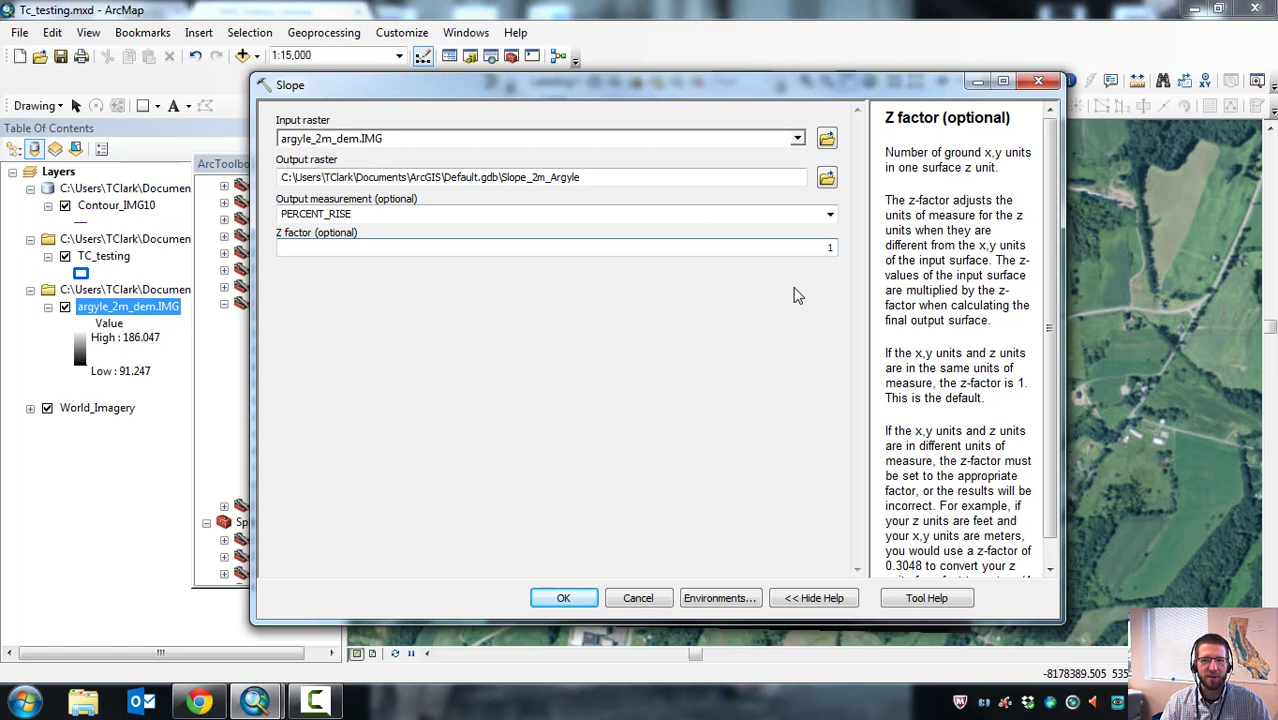 Tc_testing.mxd - ArcMap
File Edit View Bookmarks Insert Selection Geoprocessing Customize Windows Help
1:15,000
Drawing
Table Of Contents
Layers
C:\Users\TClark\Documen
Contour_IMG10
C:\Users\TClark\Documen
TC_testing
C:\Users\TClark\Documen
argyle_2m_dem.IMG
Value
High : 186.047
Low : 91.247
World_Imagery
ArcToolbo
Sp
Slope
Input raster
argyle_2m_dem.IMG
Output raster
C:\Users\TClark\Documents\ArcGIS\Default.gdb\Slope_2m_Argyle
Output measurement (optional)
PERCENT_RISE
Z factor (optional)
1
OK Cancel Environments... << Hide Help Tool Help
Z factor (optional)
Number of ground x,y units
in one surface z unit.
The z-factor adjusts the
units of measure for the z
units when they are
different from the x,y units
of the input surface. The z-
values of the input surface
are multiplied by the z-
factor when calculating the
final output surface.
If the x,y units and z units
are in the same units of
measure, the z-factor is 1.
This is the default.
If the x,y units and z units
are in different units of
measure, the z-factor must
be set to the appropriate
factor, or the results will be
incorrect. For example, if
your z units are feet and
your x,y units are meters,
you would use a z-factor of
0.3048 to convert your z
-8178389.505 535